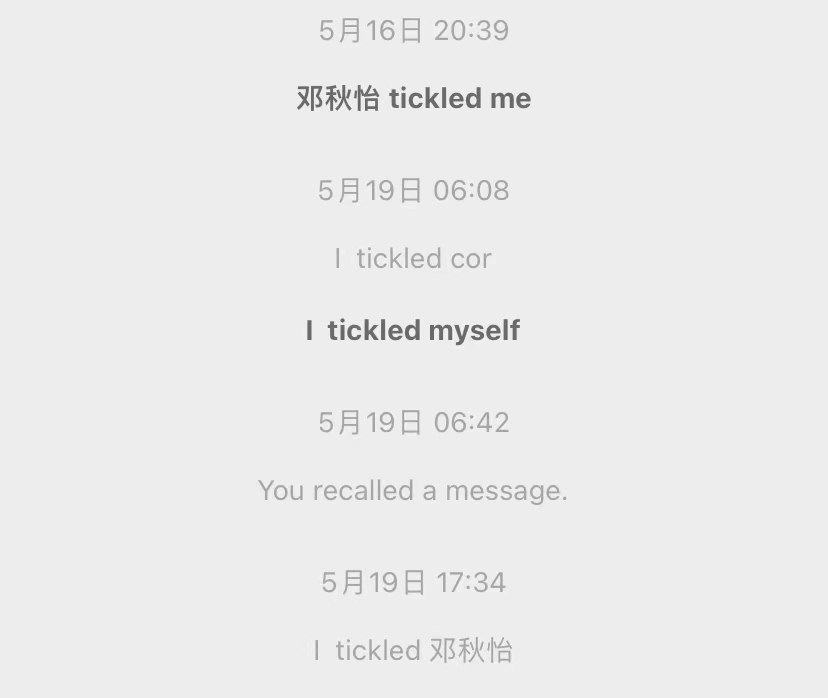 5月16日 20:39
邓秋怡 tickled me
5月19日 06:08
I  tickled cor
I  tickled myself
5月19日 06:42
You recalled a message.
5月19日 17:34
I  tickled 邓秋怡